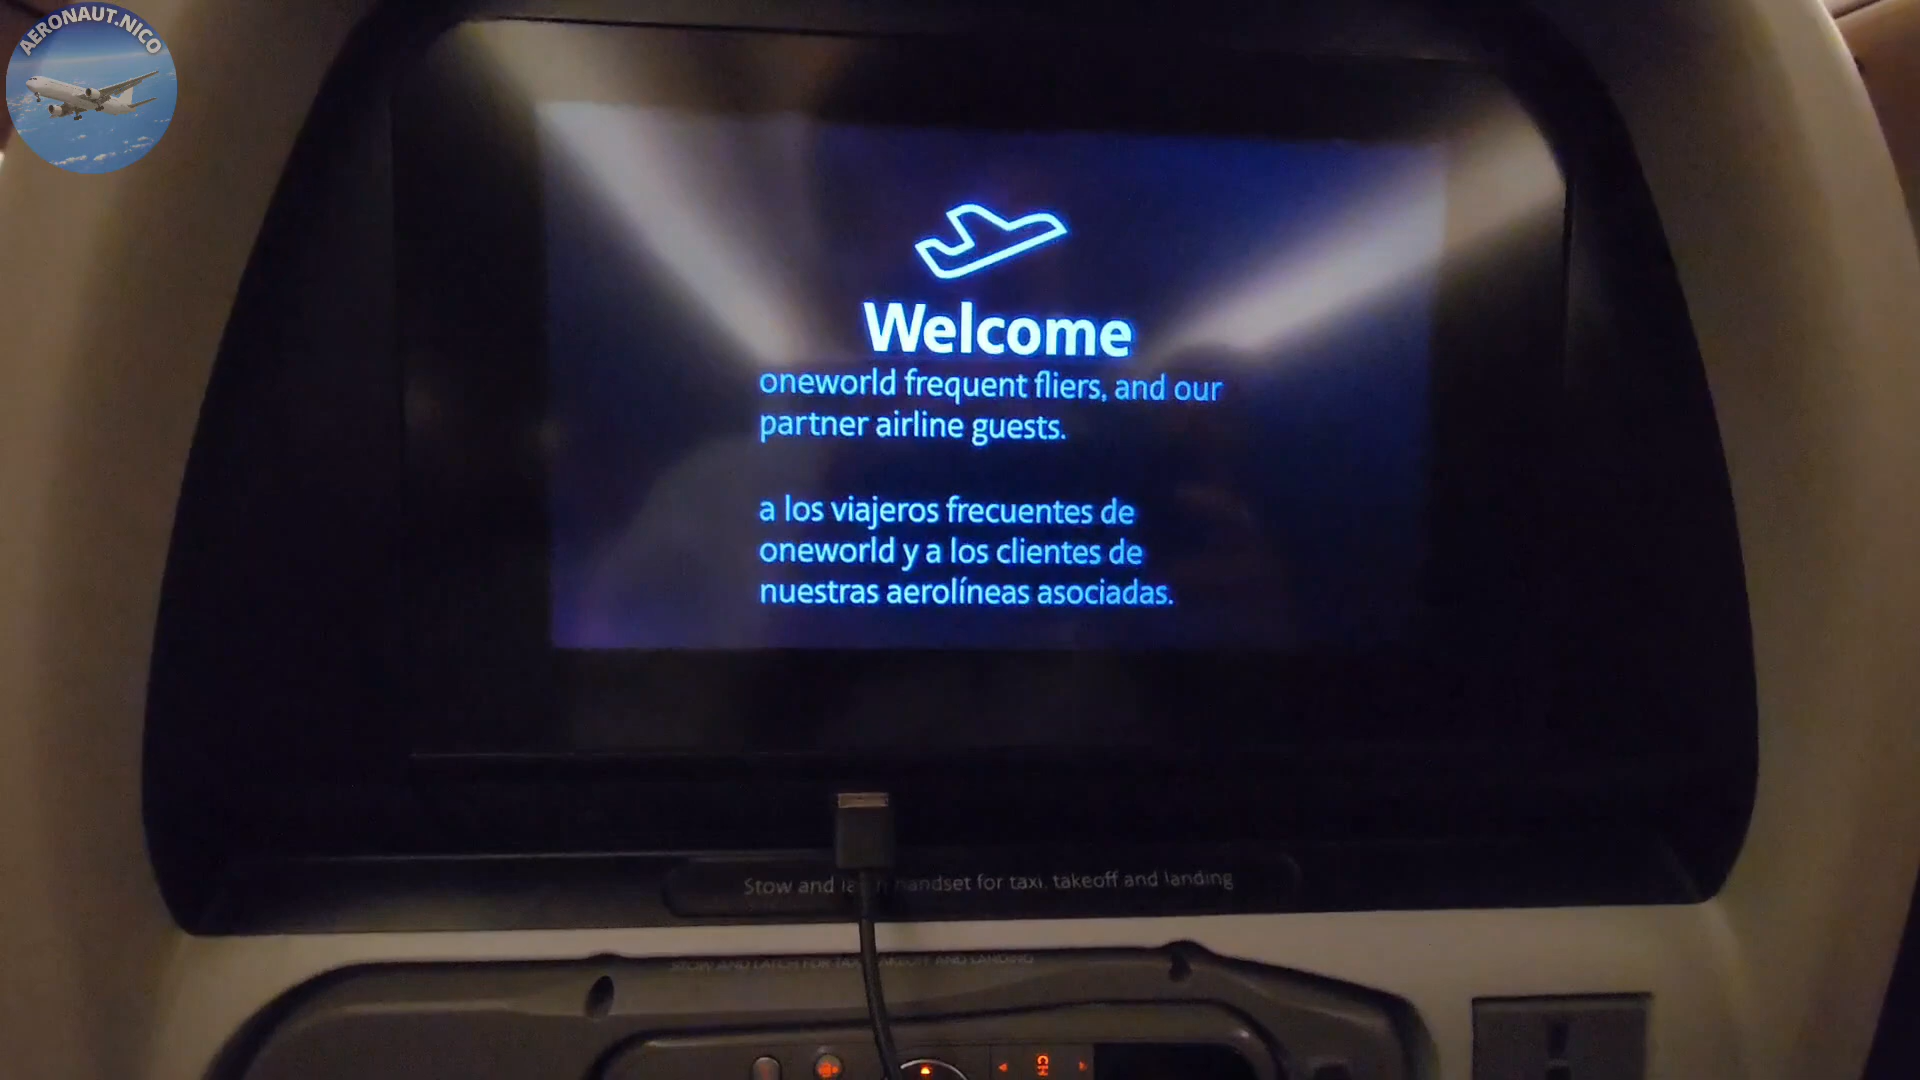 AERONAUT.NICO
Welcome
oneworld frequent fliers, and our
partner airline guests.
a los viajeros frecuentes de
oneworld y a los clientes de
nuestras aerolíneas asociadas.
Stow and handset for taxi, takeoff and landing
STOW AND LATCH FOR TAXI TAKEOFF AND LANDING
CH